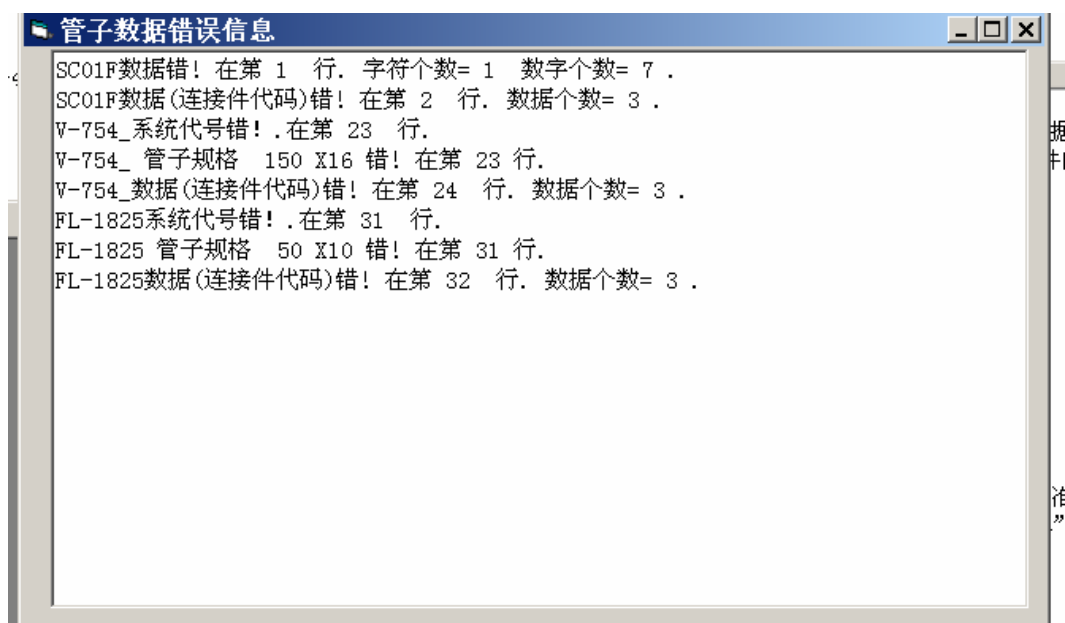 管子数据错误信息
SC01F数据错! 在第 1 行. 字符个数= 1 数字个数= 7 .
SC01F数据(连接件代码)错! 在第 2 行. 数据个数= 3 .
V-754_系统代号错! .在第 23 行.
V-754_ 管子规格 150 X16 错! 在第 23 行.
V-754_数据(连接件代码)错! 在第 24 行. 数据个数= 3 .
FL-1825系统代号错! .在第 31 行.
FL-1825 管子规格 50 X10 错! 在第 31 行.
FL-1825数据(连接件代码)错! 在第 32 行. 数据个数= 3 .